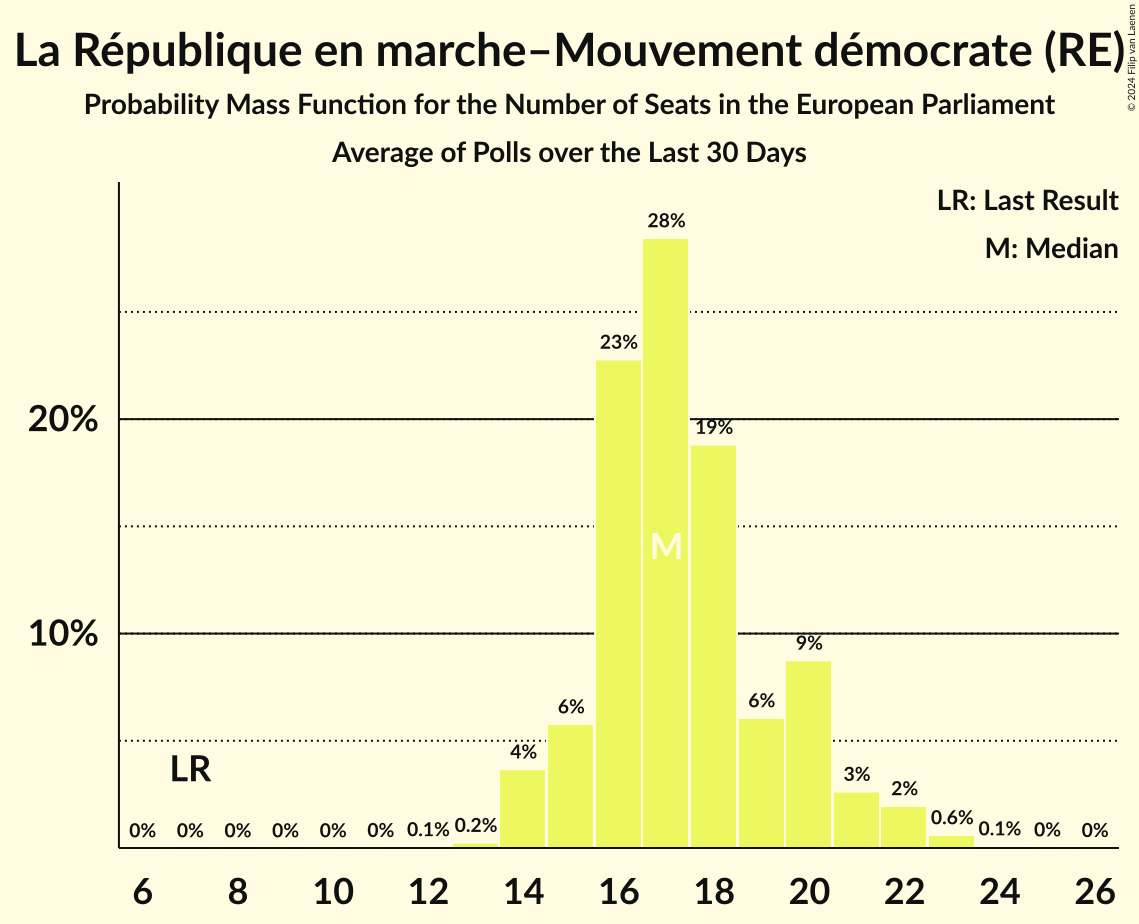 La République en marche–Mouvement démocrate (RE)
© 2024 Filip van Laenen
Probability Mass Function for the Number of Seats in the European Parliament
Average of Polls over the Last 30 Days
LR: Last Result
M: Median
28%
23%
20%
19%
M
10%
9%
6%
6%
4%
LR
3%
2%
0% 0% 0% 0% 0% 0% 0.1% 0.2% 0.6% 0.1% 0% 0%
6 8 10 12 14 16 18 20 22 24 26